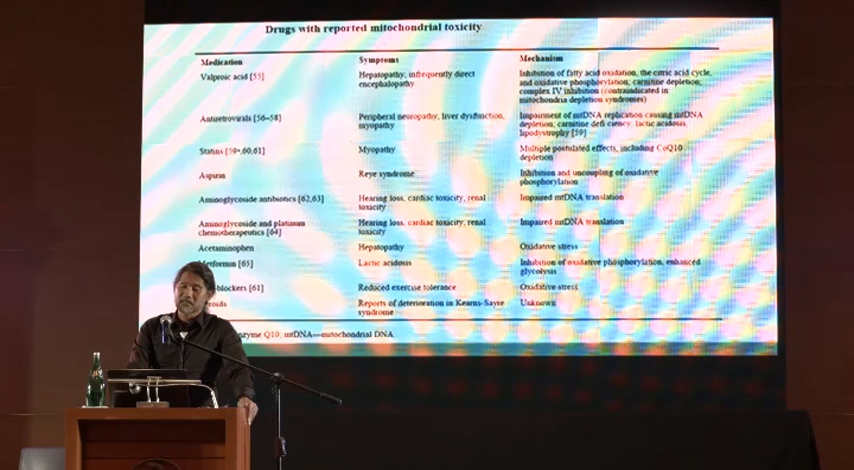 Drugs with reported mitochondrial toxicity
Medication Symptoms Mechanism
Valproic acid [55] Hepatopathy, infrequently direct Inhibition of fatty acid oxidation, the citric acid cycle,
encephalopathy and oxidative phosphorylation; carnitine depletion;
complex IV inhibition (contraindicated in
mitochondria depletion syndromes)
Antiretrovirals [56–58] Peripheral neuropathy, liver dysfunction, Impairment of mtDNA replication causing mtDNA
myopathy depletion; carnitine defi ciency, lactic acidosis,
lipodystrophy [59]
Statins [59•,60,61] Myopathy Multiple postulated effects, including CoQ10
depletion
Aspirin Reye syndrome Inhibition and uncoupling of oxidative
phosphorylation
Aminoglycoside antibiotics [62,63] Hearing loss, cardiac toxicity, renal Impaired mtDNA translation
toxicity
Aminoglycoside and platinum Hearing loss, cardiac toxicity, renal Impaired mtDNA translation
chemotherapeutics [64] toxicity
Acetaminophen Hepatopathy Oxidative stress
etformin [65] Lactic acidosis Inhibition of oxidative phosphorylation, enhanced
glycolysis
blockers [61] Reduced exercise tolerance Oxidative stress
roids Reports of deterioration in Kearns-Sayre Unknown
syndrome
nzyme Q10; mtDNA—mitochondrial DNA.